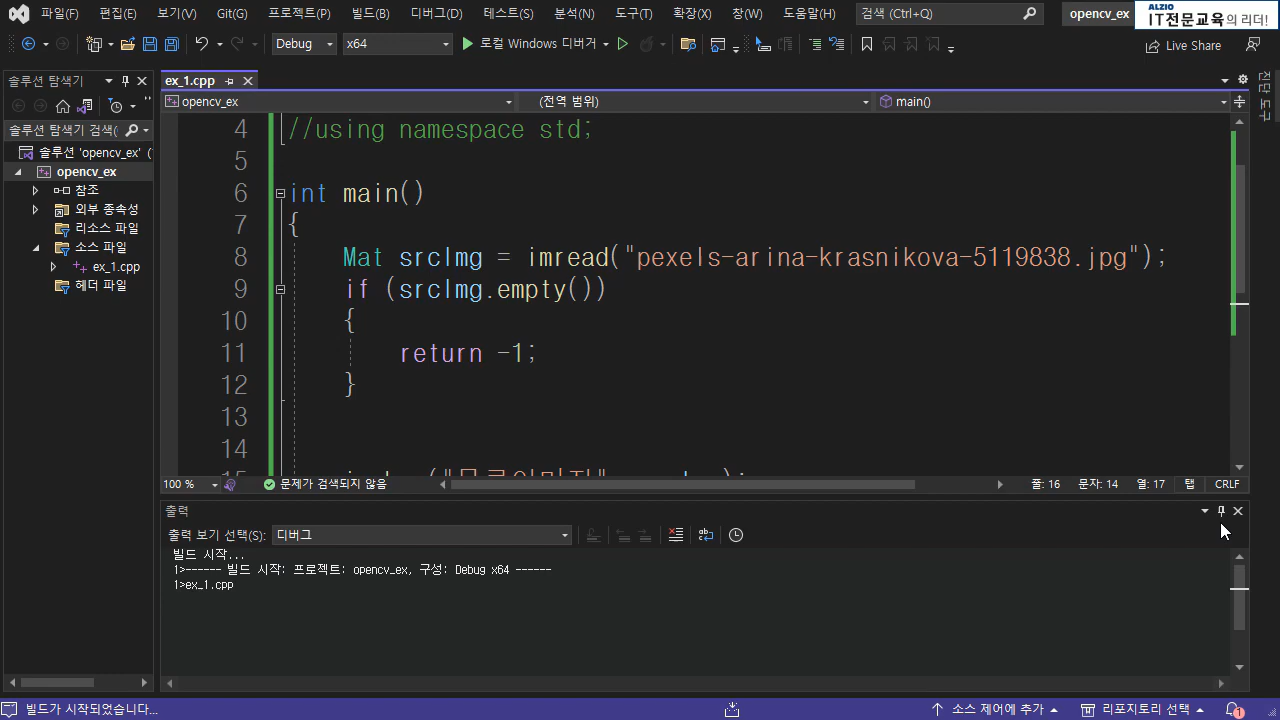 파일(F) 편집(E) 보기(V) Git(G) 프로젝트(P) 빌드(B) 디버그(D) 테스트(S) 분석(N) 도구(T) 확장(X) 창(W) 도움말(H) 검색 (Ctrl+Q) opencv_ex
ALZIO
IT전문교육의 리더!
Debug x64 로컬 Windows 디버거 Live Share
솔루션 탐색기
ex_1.cpp
진단 도구
opencv_ex (전역 범위) main()
솔루션 탐색기 검색(
솔루션 'opencv_ex' (
opencv_ex
참조
외부 종속성
리소스 파일
소스 파일
ex_1.cpp
헤더 파일
4 //using namespace std;
5
6 int main()
7 {
8 Mat srcImg = imread("pexels-arina-krasnikova-5119838.jpg");
9 if (srcImg.empty())
10 {
11 return -1;
12 }
13
14
100 % 문제가 검색되지 않음 줄: 16 문자: 14 열: 17 탭 CRLF
출력
출력 보기 선택(S): 디버그
빌드 시작...
1>------ 빌드 시작: 프로젝트: opencv_ex, 구성: Debug x64 ------
1>ex_1.cpp
빌드가 시작되었습니다... 소스 제어에 추가 리포지토리 선택 1